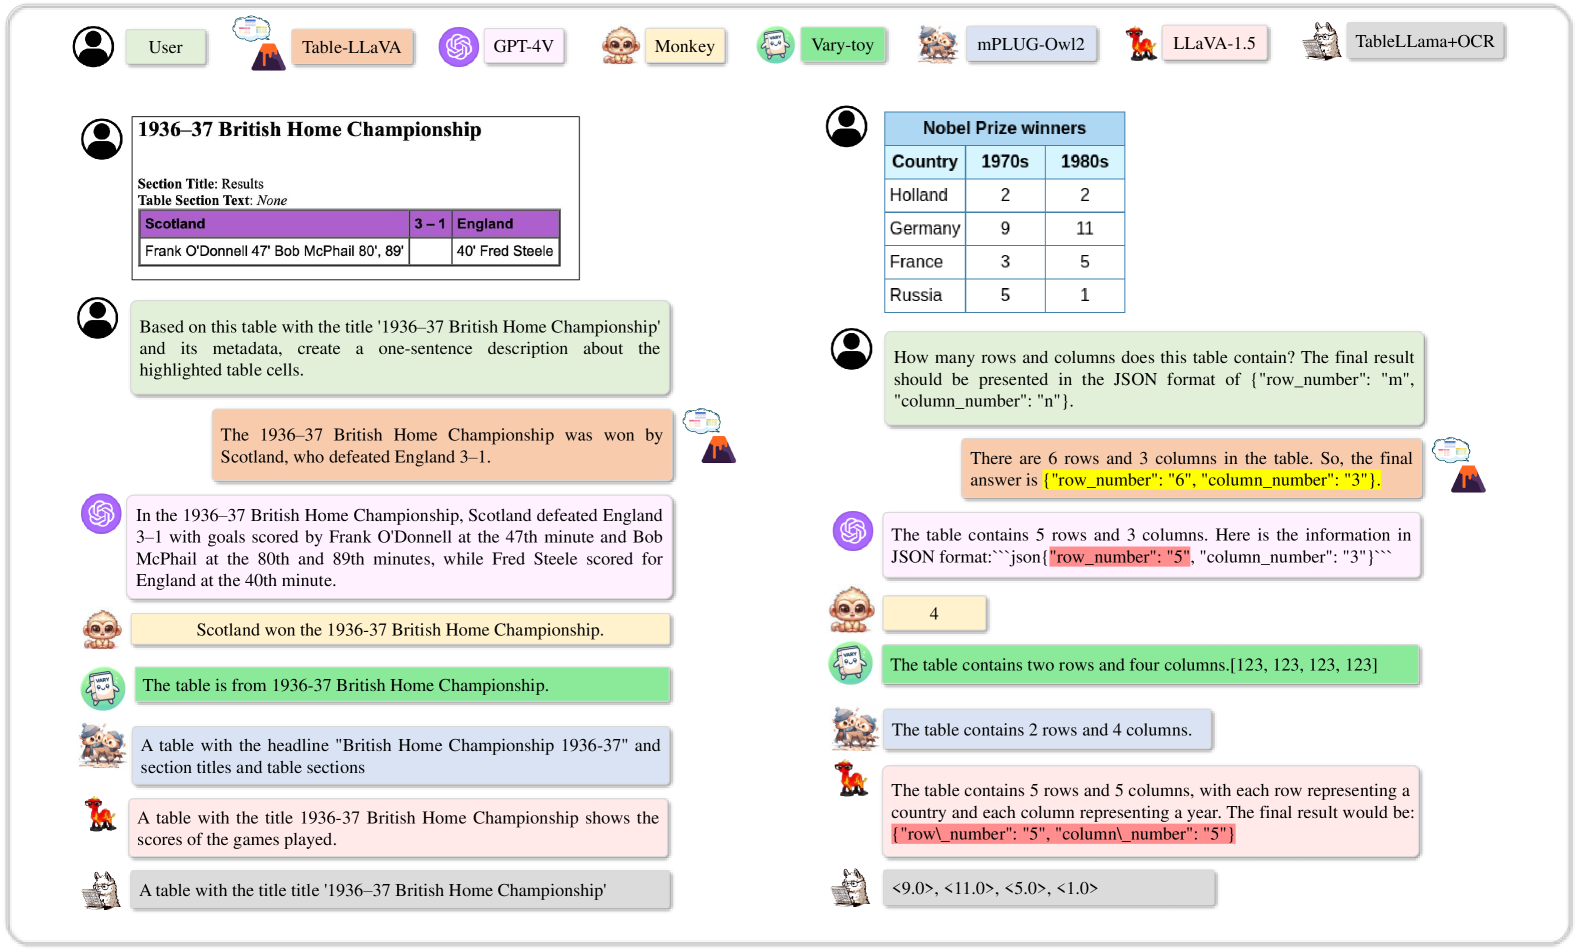 User
Table-LLaVA
GPT-4V
Monkey
Vary-toy
mPLUG-Owl2
LLaVA-1.5
TableLLama+OCR
1936–37 British Home Championship
Section Title: Results
Table Section Text: None
Scotland 3 – 1 England
Frank O'Donnell 47' Bob McPhail 80', 89' 40' Fred Steele
Based on this table with the title '1936–37 British Home Championship'
and its metadata, create a one-sentence description about the
highlighted table cells.
The 1936–37 British Home Championship was won by
Scotland, who defeated England 3–1.
In the 1936–37 British Home Championship, Scotland defeated England
3–1 with goals scored by Frank O'Donnell at the 47th minute and Bob
McPhail at the 80th and 89th minutes, while Fred Steele scored for
England at the 40th minute.
Scotland won the 1936-37 British Home Championship.
VARY
The table is from 1936-37 British Home Championship.
A table with the headline "British Home Championship 1936-37" and
section titles and table sections
A table with the title 1936-37 British Home Championship shows the
scores of the games played.
A table with the title title '1936–37 British Home Championship'
Nobel Prize winners
Country 1970s 1980s
Holland 2 2
Germany 9 11
France 3 5
Russia 5 1
How many rows and columns does this table contain? The final result
should be presented in the JSON format of {"row_number": "m",
"column_number": "n"}.
There are 6 rows and 3 columns in the table. So, the final
answer is {"row_number": "6", "column_number": "3"}.
The table contains 5 rows and 3 columns. Here is the information in
JSON format:```json{"row_number": "5", "column_number": "3"}```
4
The table contains two rows and four columns.[123, 123, 123, 123]
The table contains 2 rows and 4 columns.
The table contains 5 rows and 5 columns, with each row representing a
country and each column representing a year. The final result would be:
{"row\_number": "5", "column\_number": "5"}
<9.0>, <11.0>, <5.0>, <1.0>